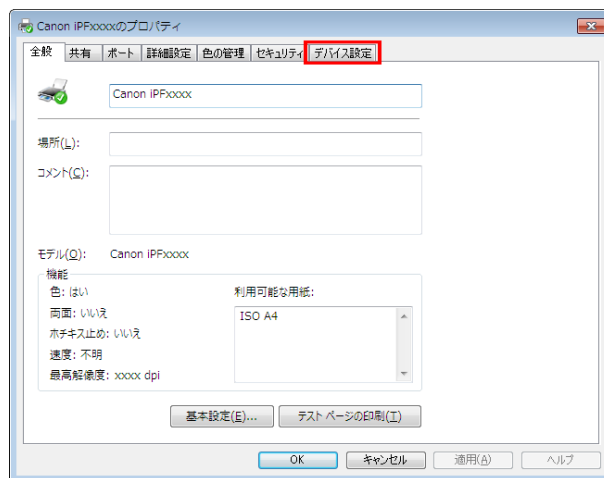 Canon iPFxxxxのプロパティ
全般 共有 ポート 詳細設定 色の管理 セキュリティ デバイス設定
Canon iPFxxxx
場所(L):
コメント(C):
モデル(O): Canon iPFxxxx
機能
色: はい 利用可能な用紙:
両面: いいえ ISO A4
ホチキス止め: いいえ
速度: 不明
最高解像度: xxxx dpi
基本設定(E)... テスト ページの印刷(T)
OK キャンセル 適用(A) ヘルプ